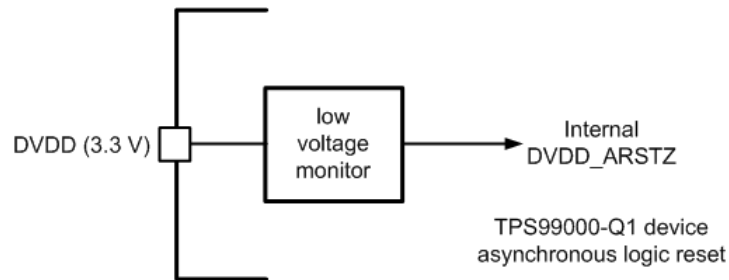 DVDD (3.3 V)
low
voltage
monitor
Internal
DVDD_ARSTZ
TPS99000-Q1 device
asynchronous logic reset